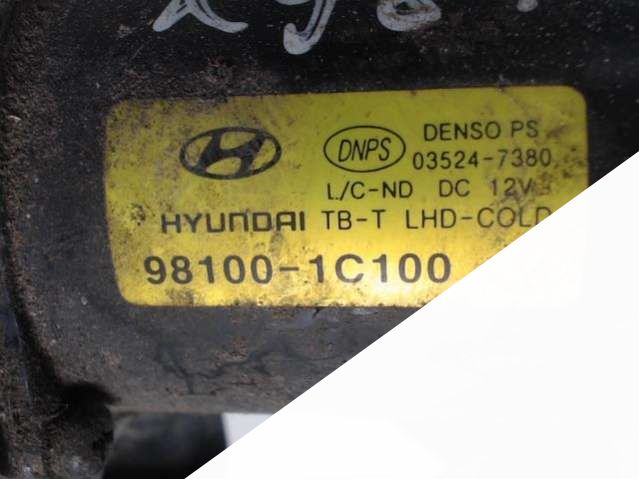 DENSO PS
DNPS 03524-7380
L/C-ND DC 12V
HYUNDAI TB-T LHD-COLD
98100-1C100